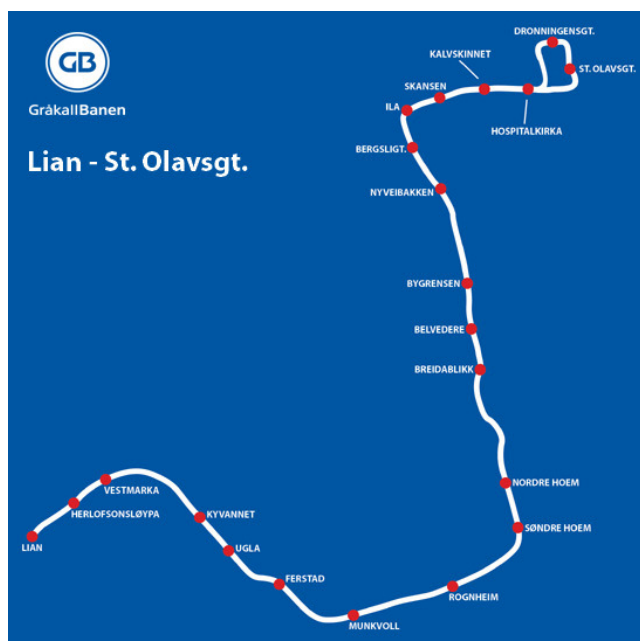 GB
GråkallBanen
Lian - St. Olavsgt.
DRONNINGENSGT.
ST. OLAVSGT.
KALVSKINNET
HOSPITALKIRKA
SKANSEN
ILA
BERGSLIGT.
NYVEIBAKKEN
BYGRENSEN
BELVEDERE
BREIDABLIKK
NORDRE HOEM
SØNDRE HOEM
ROGNHEIM
MUNKVOLL
FERSTAD
UGLA
KYVANNET
VESTMARKA
HERLOFSONSLØYPA
LIAN